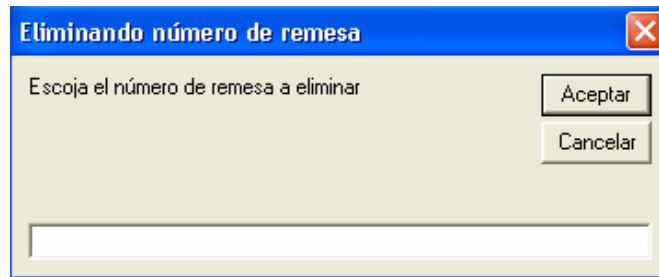 Eliminando número de remesa
Escoja el número de remesa a eliminar
Aceptar
Cancelar